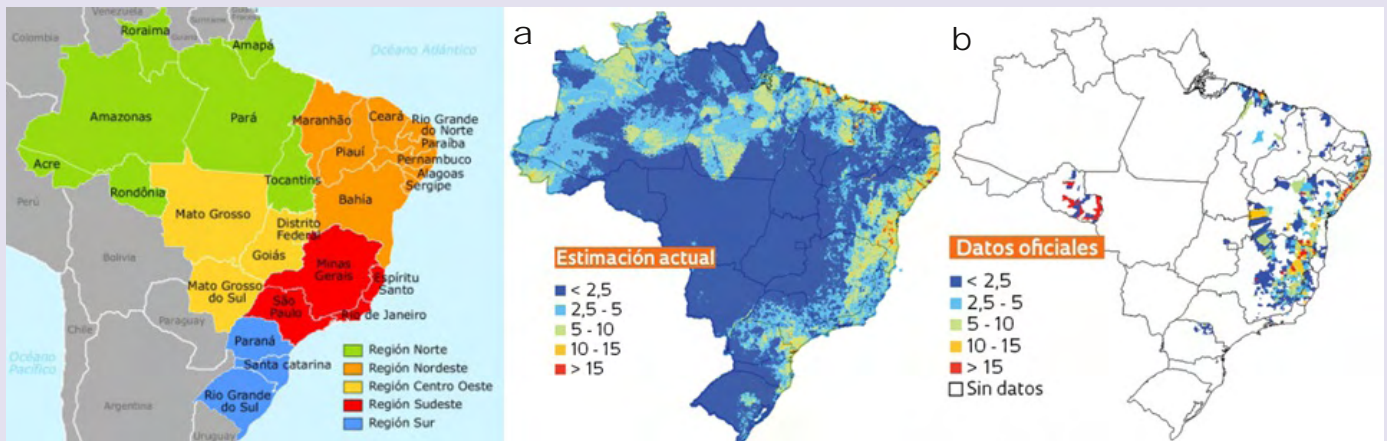 Venezuela
Colombia
Guyana
Roraima
Amapá
Océano Atlántico
Amazonas
Pará
Maranhão
Ceará
Rio Grande
do Norte
Paraíba
Piauí
Pernambuco
Alagoas
Sergipe
Acre
Rondônia
Tocantins
Bahía
Perú
Mato Grosso
Distrito
Federal
Goiás
Bolivia
Minas
Gerais
Espíritu
Santo
Mato Grosso
do Sul
São
Paulo
Rio de Janeiro
Paraguay
Chile
Paraná
Santa catarina
Océano
Pacífico
Rio Grande
do Sul
Argentina
Uruguay
Región Norte
Región Nordeste
Región Centro Oeste
Región Sudeste
Región Sur
a
Estimación actual
< 2,5
2,5 - 5
5 - 10
10 - 15
> 15
b
Datos oficiales
< 2,5
2,5 - 5
5 - 10
10 - 15
> 15
Sin datos